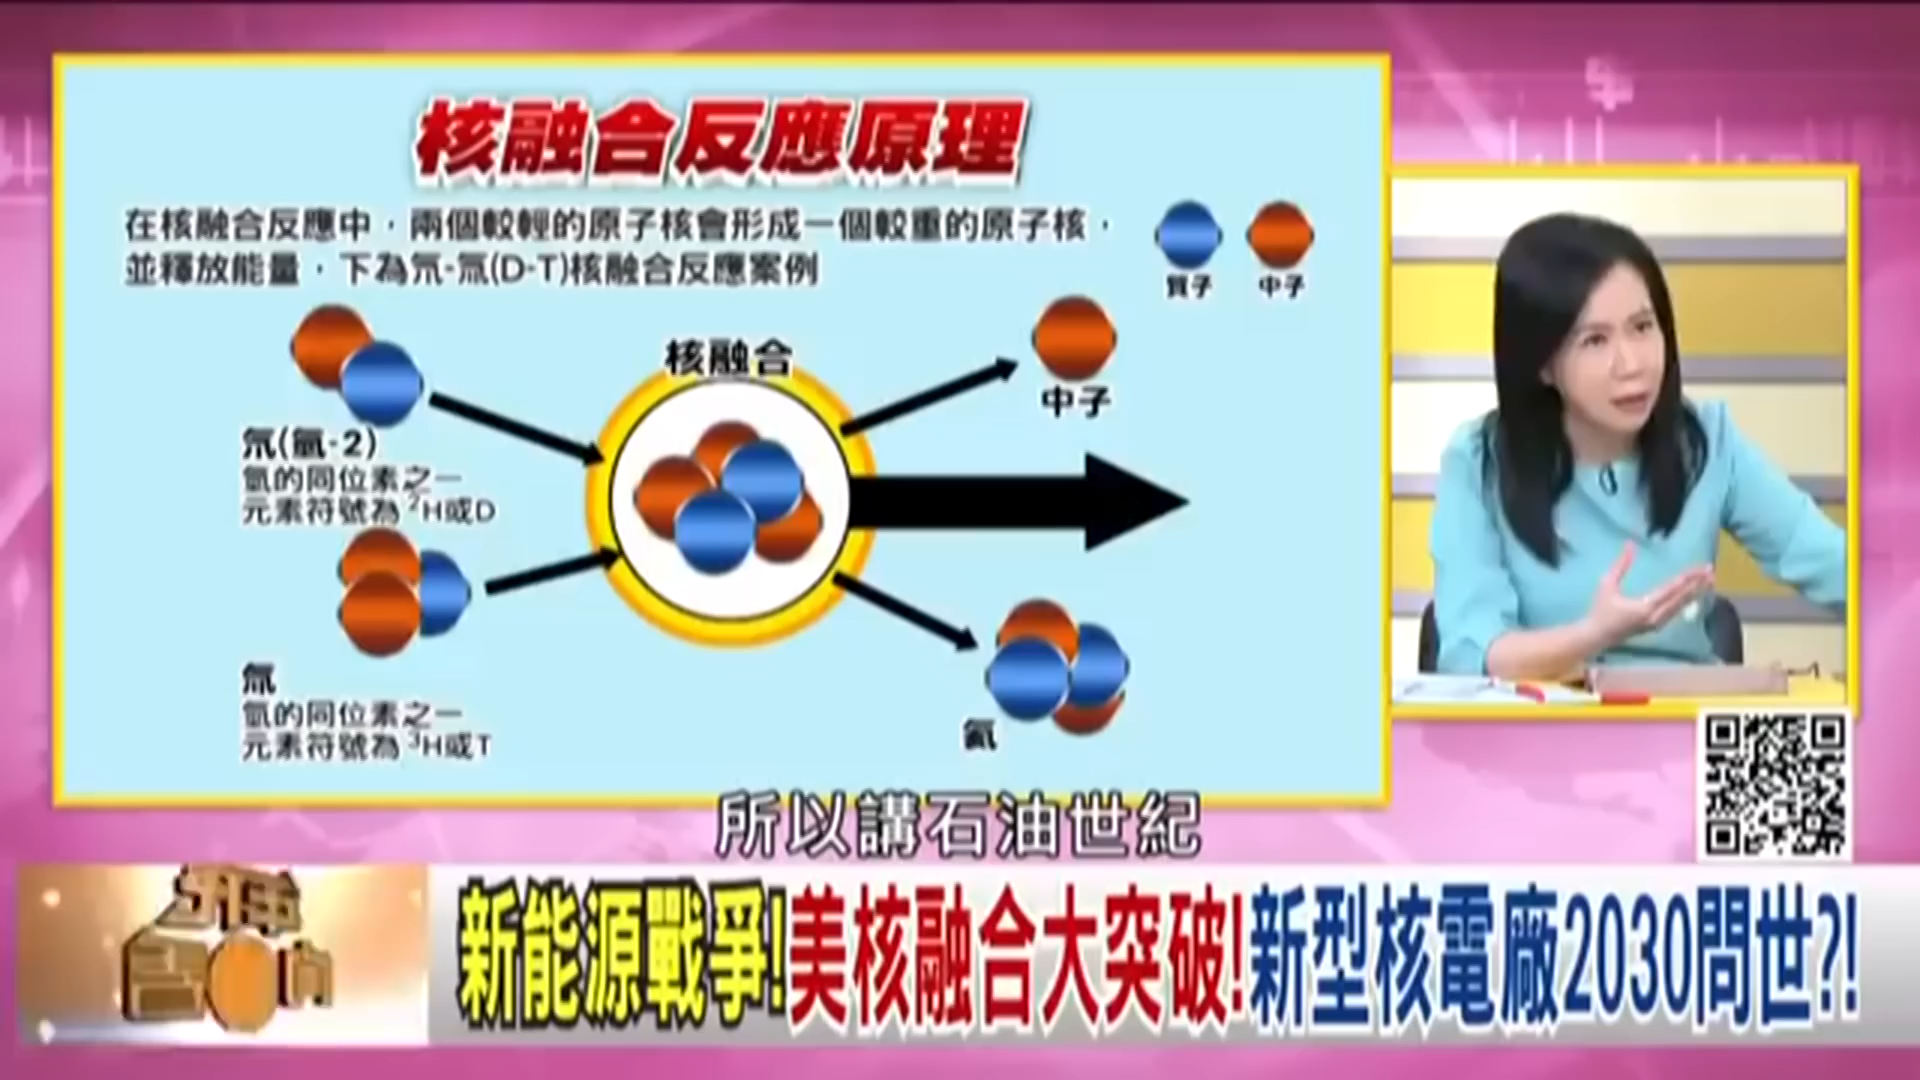 核融合反應原理
在核融合反應中，兩個較輕的原子核會形成一個較重的原子核，
並釋放能量，下為氘-氚(D-T)核融合反應案例
質子
中子
核融合
中子
氘(氫-2)
氫的同位素之一
元素符號為 ²H或D
氚
氫的同位素之一
元素符號為 ³H或T
氦
所以講石油世紀
新能源戰爭!美核融合大突破!新型核電廠2030問世?!